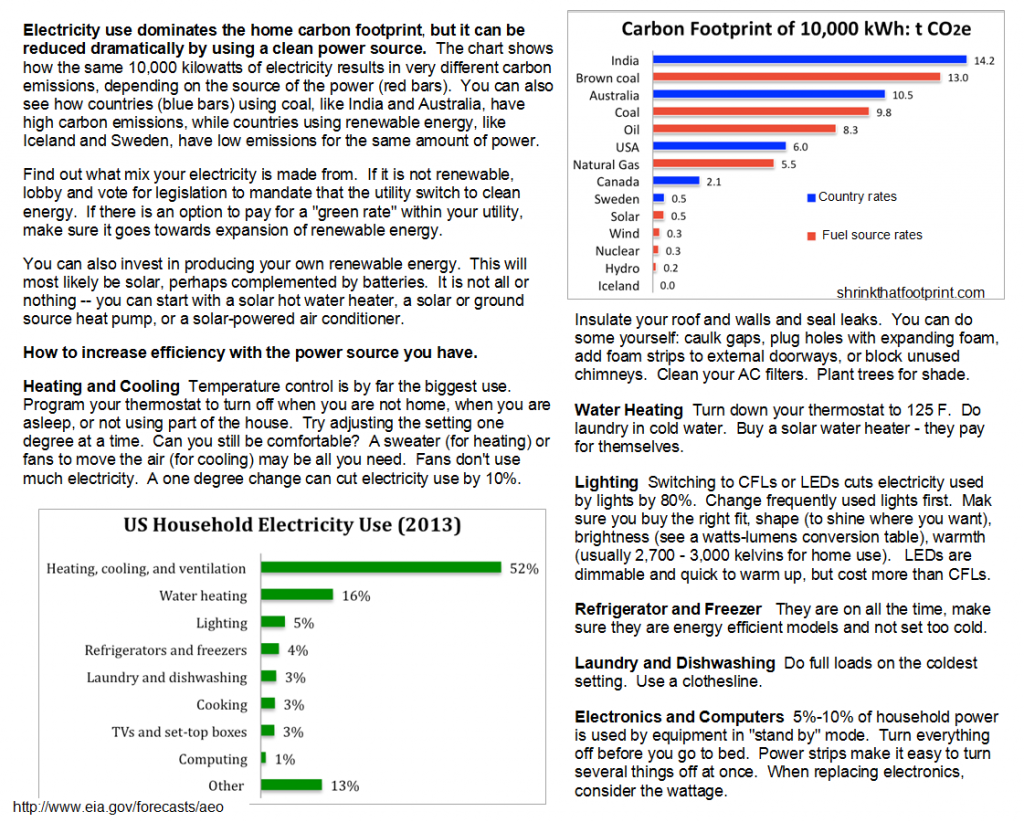 Electricity use dominates the home carbon footprint, but it can be
reduced dramatically by using a clean power source.  The chart shows
how the same 10,000 kilowatts of electricity results in very different carbon
emissions, depending on the source of the power (red bars).  You can also
see how countries (blue bars) using coal, like India and Australia, have
high carbon emissions, while countries using renewable energy, like
Iceland and Sweden, have low emissions for the same amount of power.
Find out what mix your electricity is made from.  If it is not renewable,
lobby and vote for legislation to mandate that the utility switch to clean
energy.  If there is an option to pay for a "green rate" within your utility,
make sure it goes towards expansion of renewable energy.
You can also invest in producing your own renewable energy.  This will
most likely be solar, perhaps complemented by batteries.  It is not all or
nothing -- you can start with a solar hot water heater, a solar or ground
source heat pump, or a solar-powered air conditioner.
How to increase efficiency with the power source you have.
Heating and Cooling  Temperature control is by far the biggest use.
Program your thermostat to turn off when you are not home, when you are
asleep, or not using part of the house.  Try adjusting the setting one
degree at a time.  Can you still be comfortable?  A sweater (for heating) or
fans to move the air (for cooling) may be all you need.  Fans don't use
much electricity.  A one degree change can cut electricity use by 10%.
US Household Electricity Use (2013)
Heating, cooling, and ventilation 52%
Water heating 16%
Lighting 5%
Refrigerators and freezers 4%
Laundry and dishwashing 3%
Cooking 3%
TVs and set-top boxes 3%
Computing 1%
Other 13%
http://www.eia.gov/forecasts/aeo
Carbon Footprint of 10,000 kWh: t CO2e
India 14.2
Brown coal 13.0
Australia 10.5
Coal 9.8
Oil 8.3
USA 6.0
Natural Gas 5.5
Canada 2.1
Sweden 0.5
Solar 0.5
Wind 0.3
Nuclear 0.3
Hydro 0.2
Iceland 0.0
Country rates
Fuel source rates
shrinkthatfootprint.com
Insulate your roof and walls and seal leaks.  You can do
some yourself: caulk gaps, plug holes with expanding foam,
add foam strips to external doorways, or block unused
chimneys.  Clean your AC filters.  Plant trees for shade.
Water Heating  Turn down your thermostat to 125 F.  Do
laundry in cold water.  Buy a solar water heater - they pay
for themselves.
Lighting  Switching to CFLs or LEDs cuts electricity used
by lights by 80%.  Change frequently used lights first.  Mak
sure you buy the right fit, shape (to shine where you want),
brightness (see a watts-lumens conversion table), warmth
(usually 2,700 - 3,000 kelvins for home use).   LEDs are
dimmable and quick to warm up, but cost more than CFLs.
Refrigerator and Freezer   They are on all the time, make
sure they are energy efficient models and not set too cold.
Laundry and Dishwashing  Do full loads on the coldest
setting.  Use a clothesline.
Electronics and Computers  5%-10% of household power
is used by equipment in "stand by" mode.  Turn everything
off before you go to bed.  Power strips make it easy to turn
several things off at once.  When replacing electronics,
consider the wattage.